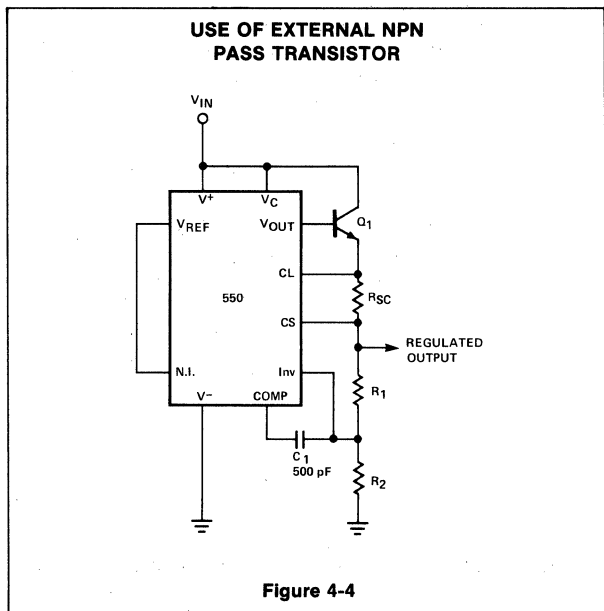 USE OF EXTERNAL NPN
PASS TRANSISTOR
VIN
V+
VC
VREF
VOUT
Q1
CL
RSC
550
CS
REGULATED
OUTPUT
N.I.
Inv
R1
V-
COMP
C1
500 pF
R2
Figure 4-4